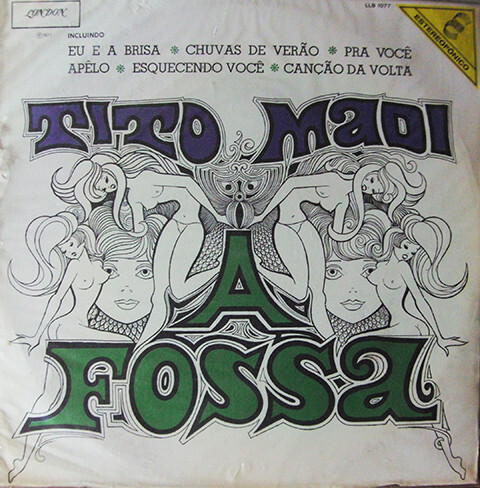 LONDON
LLB 1077
ESTEREOFÔNICO
INCLUINDO
EU E A BRISA ❋ CHUVAS DE VERÃO ❋ PRA VOCÊ
APÊLO ❋ ESQUECENDO VOCÊ ❋ CANÇÃO DA VOLTA
TITO MADI
A
FOSSA